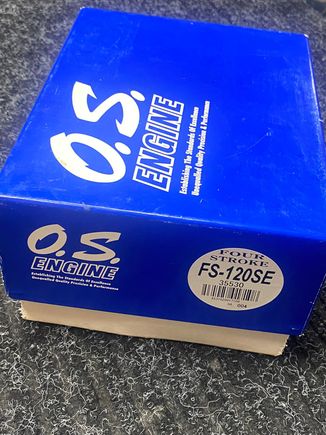 O.S.
ENGINE
Establishing The Standards Of Excellence
Unequalled Quality Precision & Performance
O.S.
ENGINE
Establishing The Standards Of Excellence
Unequalled Quality Precision & Performance
FOUR
STROKE
FS-120SE
35530
004